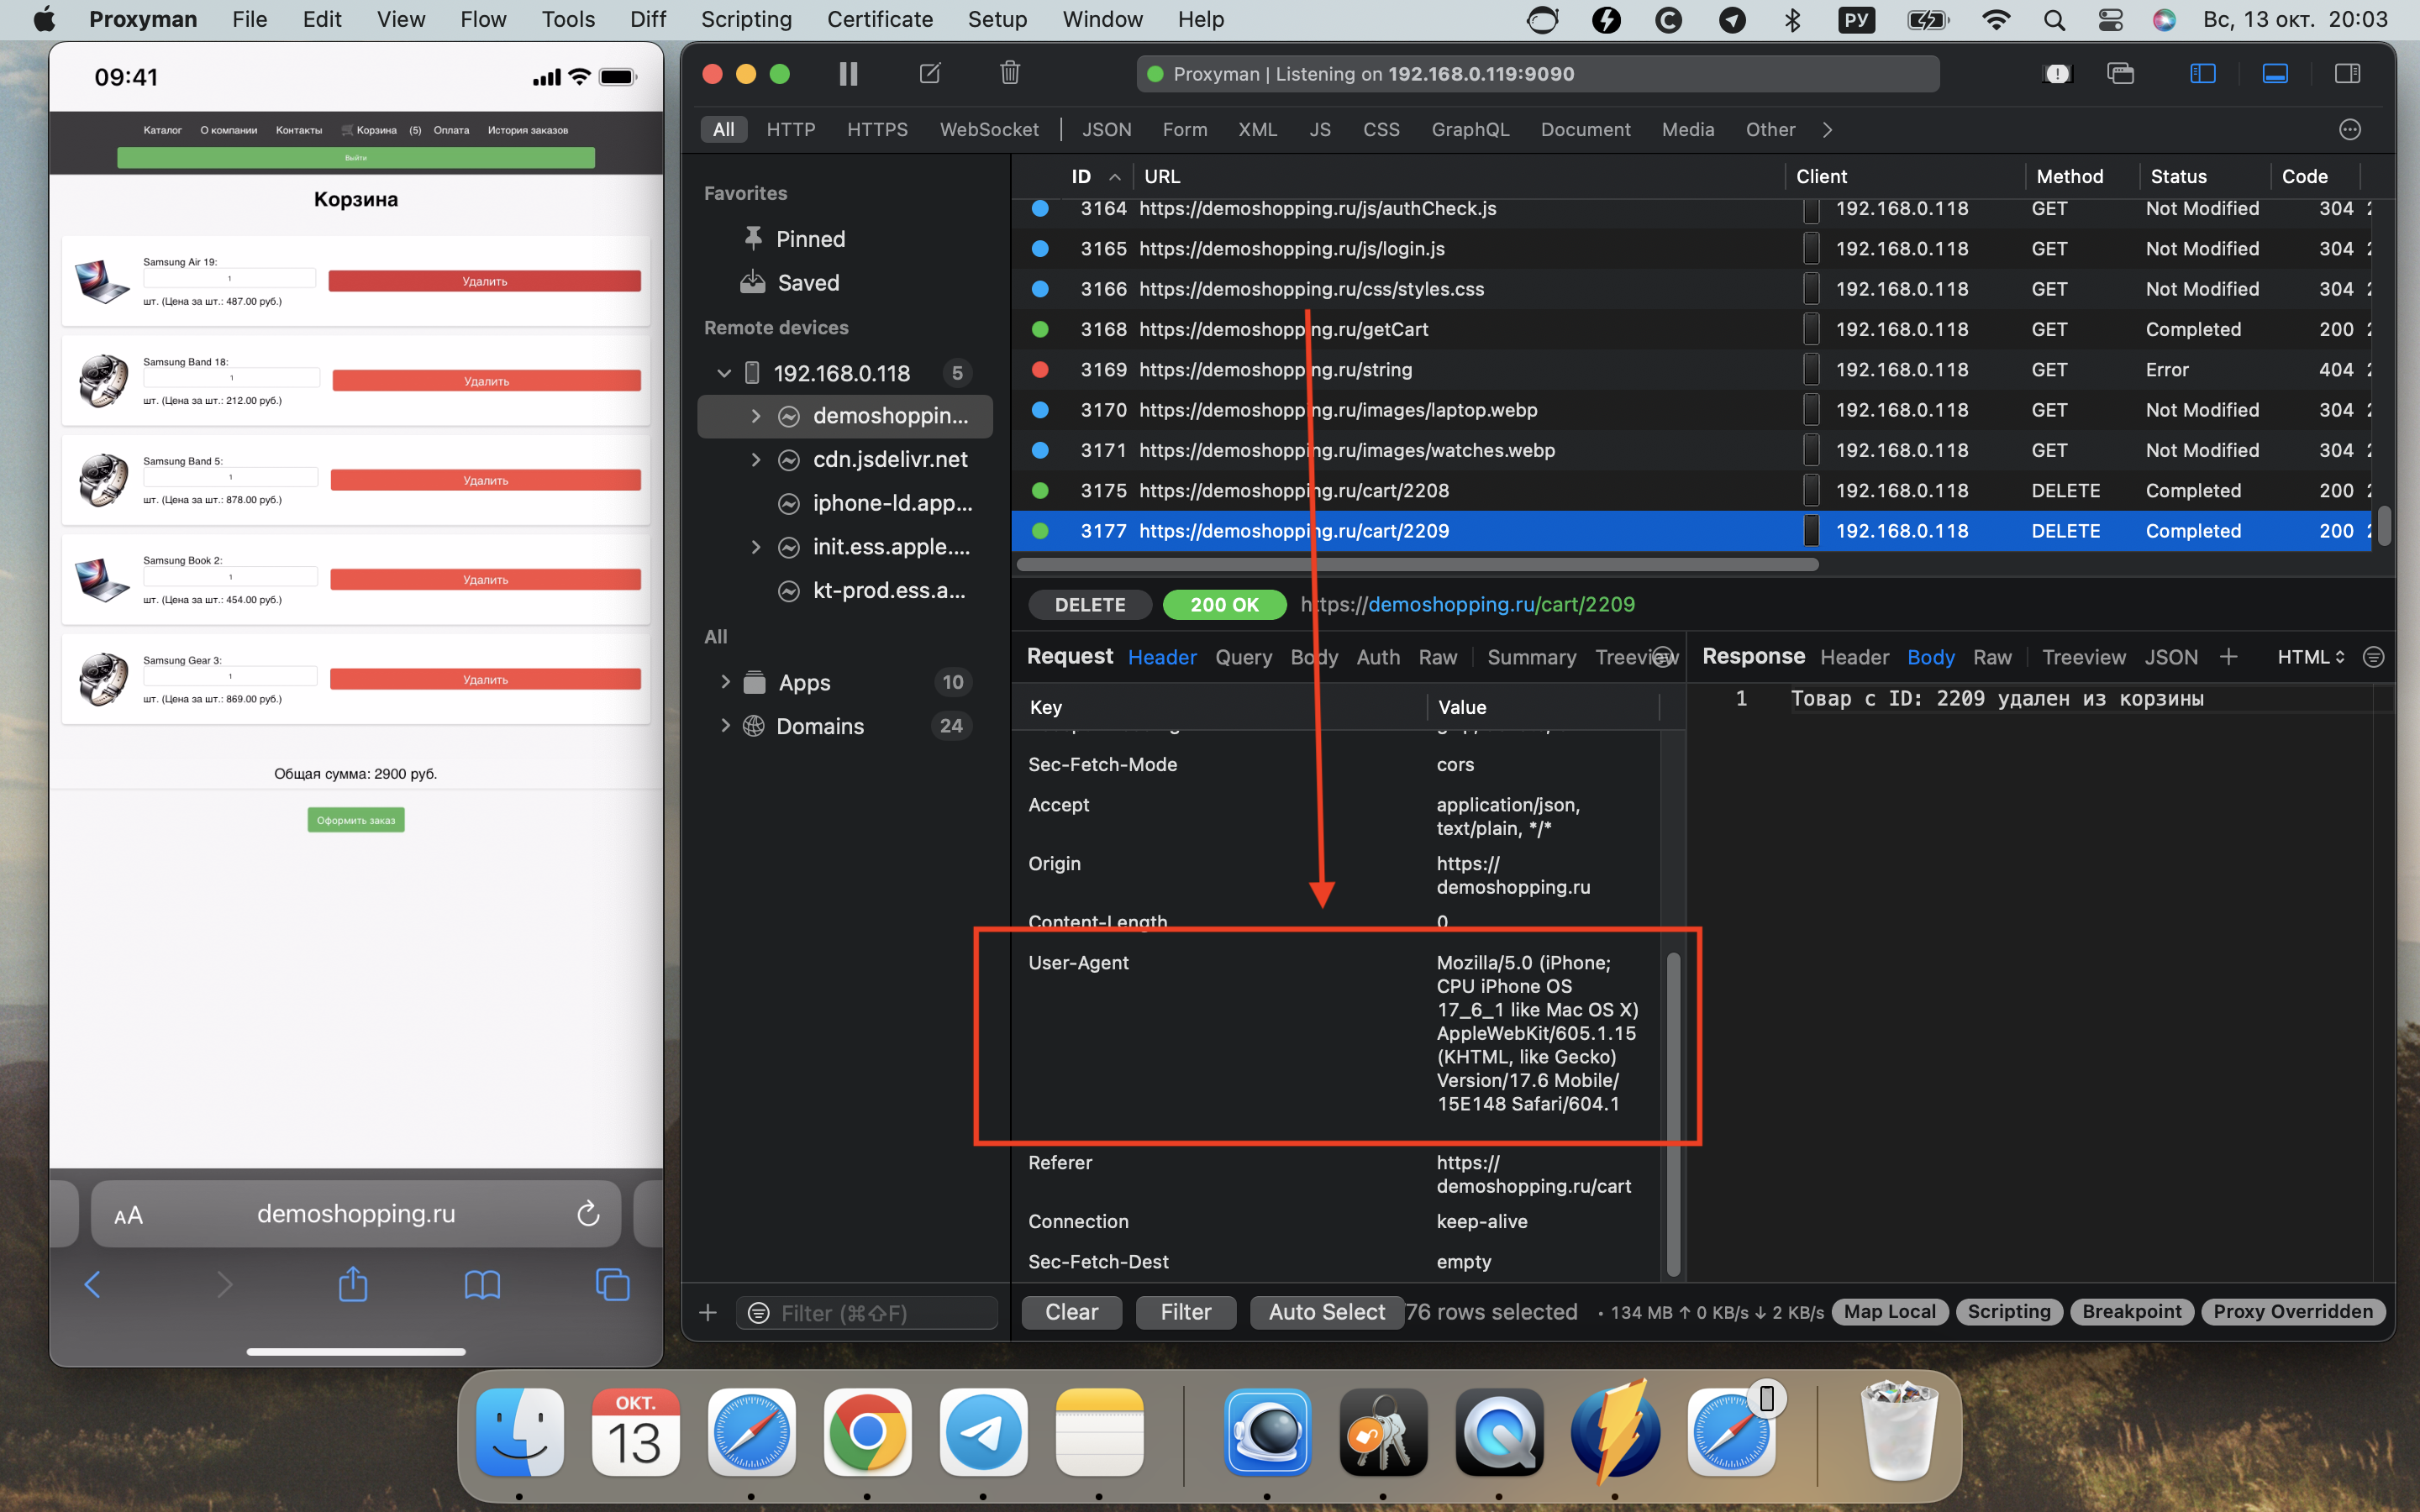 Proxyman File Edit View Flow Tools Diff Scripting Certificate Setup Window Help РУ Вс, 13 окт. 20:03
09:41
Каталог О компании Контакты Корзина (5) Оплата История заказов
Выйти
Корзина
Samsung Air 19:
1
Удалить
шт. (Цена за шт.: 487.00 руб.)
Samsung Band 18:
1
Удалить
шт. (Цена за шт.: 212.00 руб.)
Samsung Band 5:
1
Удалить
шт. (Цена за шт.: 878.00 руб.)
Samsung Book 2:
1
Удалить
шт. (Цена за шт.: 454.00 руб.)
Samsung Gear 3:
1
Удалить
шт. (Цена за шт.: 869.00 руб.)
Общая сумма: 2900 руб.
Оформить заказ
AA demoshopping.ru
Proxyman | Listening on 192.168.0.119:9090
All HTTP HTTPS WebSocket JSON Form XML JS CSS GraphQL Document Media Other
Favorites
Pinned
Saved
Remote devices
192.168.0.118 5
demoshoppin...
cdn.jsdelivr.net
iphone-ld.app...
init.ess.apple....
kt-prod.ess.a...
All
Apps 10
Domains 24
Filter (⌘⇧F)
ID URL Client Method Status Code
3164 https://demoshopping.ru/js/authCheck.js 192.168.0.118 GET Not Modified 304
3165 https://demoshopping.ru/js/login.js 192.168.0.118 GET Not Modified 304
3166 https://demoshopping.ru/css/styles.css 192.168.0.118 GET Not Modified 304
3168 https://demoshopping.ru/getCart 192.168.0.118 GET Completed 200
3169 https://demoshopping.ru/string 192.168.0.118 GET Error 404
3170 https://demoshopping.ru/images/laptop.webp 192.168.0.118 GET Not Modified 304
3171 https://demoshopping.ru/images/watches.webp 192.168.0.118 GET Not Modified 304
3175 https://demoshopping.ru/cart/2208 192.168.0.118 DELETE Completed 200
3177 https://demoshopping.ru/cart/2209 192.168.0.118 DELETE Completed 200
DELETE 200 OK https://demoshopping.ru/cart/2209
Request Header Query Body Auth Raw Summary Treeview
Key Value
Sec-Fetch-Mode cors
Accept application/json,
text/plain, */*
Origin https://
demoshopping.ru
Content-Length 0
User-Agent Mozilla/5.0 (iPhone;
CPU iPhone OS
17_6_1 like Mac OS X)
AppleWebKit/605.1.15
(KHTML, like Gecko)
Version/17.6 Mobile/
15E148 Safari/604.1
Referer https://
demoshopping.ru/cart
Connection keep-alive
Sec-Fetch-Dest empty
Response Header Body Raw Treeview JSON + HTML
1 Товар с ID: 2209 удален из корзины
Clear Filter Auto Select 76 rows selected • 134 MB ↑ 0 KB/s ↓ 2 KB/s Map Local Scripting Breakpoint Proxy Overridden
ОКТ.
13